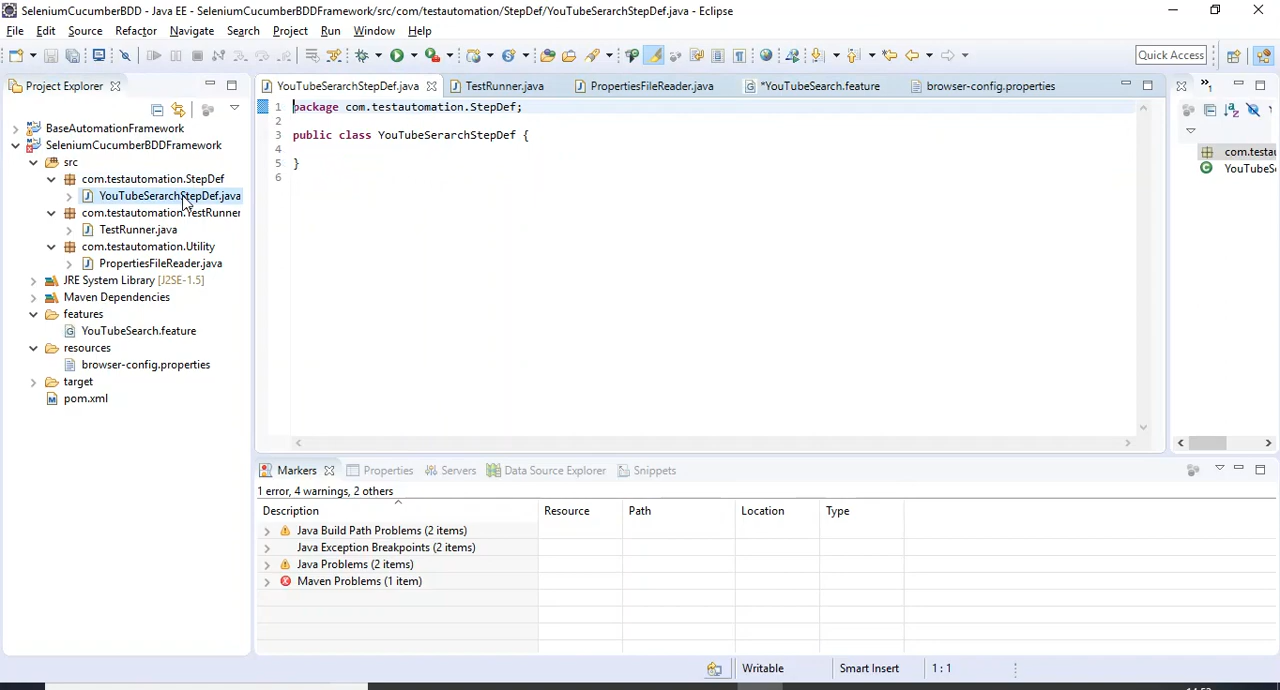 SeleniumCucumberBDD - Java EE - SeleniumCucumberBDDFramework/src/com/testautomation/StepDef/YouTubeSerarchStepDef.java - Eclipse
File Edit Source Refactor Navigate Search Project Run Window Help
Quick Access
Project Explorer
YouTubeSerarchStepDef.java TestRunner.java PropertiesFileReader.java *YouTubeSearch.feature browser-config.properties
BaseAutomationFramework
SeleniumCucumberBDDFramework
src
com.testautomation.StepDef
YouTubeSerarchStepDef.java
com.testautomation.YestRunner
TestRunner.java
com.testautomation.Utility
PropertiesFileReader.java
JRE System Library [J2SE-1.5]
Maven Dependencies
features
YouTubeSearch.feature
resources
browser-config.properties
target
pom.xml
1 package com.testautomation.StepDef;
2
3 public class YouTubeSerarchStepDef {
4
5 }
6
1
com.testau
YouTubeSe
Markers Properties Servers Data Source Explorer Snippets
1 error, 4 warnings, 2 others
Description Resource Path Location Type
Java Build Path Problems (2 items)
Java Exception Breakpoints (2 items)
Java Problems (2 items)
Maven Problems (1 item)
Writable Smart Insert 1 : 1